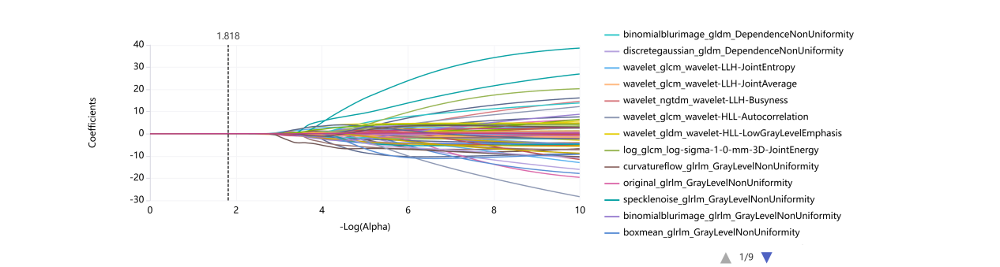 1.818
40
30
20
10
0
-10
-20
-30
0 2 4 6 8 10
Coefficients
-Log(Alpha)
binomialblurimage_gldm_DependenceNonUniformity
discretegaussian_gldm_DependenceNonUniformity
wavelet_glcm_wavelet-LLH-JointEntropy
wavelet_glcm_wavelet-LLH-JointAverage
wavelet_ngtdm_wavelet-LLH-Busyness
wavelet_glcm_wavelet-HLL-Autocorrelation
wavelet_gldm_wavelet-HLL-LowGrayLevelEmphasis
log_glcm_log-sigma-1-0-mm-3D-JointEnergy
curvatureflow_glrlm_GrayLevelNonUniformity
original_glrlm_GrayLevelNonUniformity
specklenoise_glrlm_GrayLevelNonUniformity
binomialblurimage_glrlm_GrayLevelNonUniformity
boxmean_glrlm_GrayLevelNonUniformity
1/9